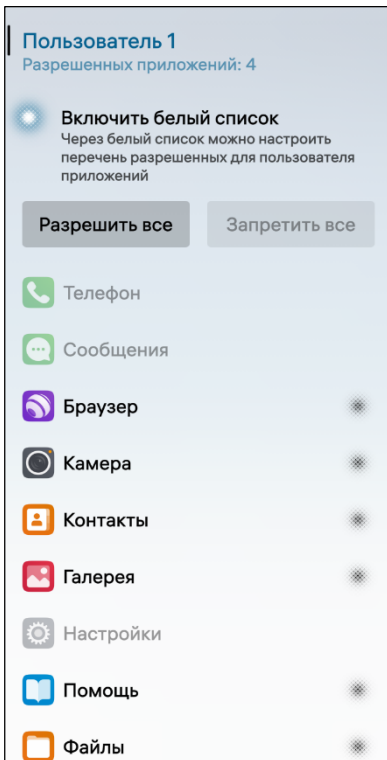 Пользователь 1
Разрешенных приложений: 4
Включить белый список
Через белый список можно настроить
перечень разрешенных для пользователя
приложений
Разрешить все
Запретить все
Телефон
Сообщения
Браузер
Камера
Контакты
Галерея
Настройки
Помощь
Файлы